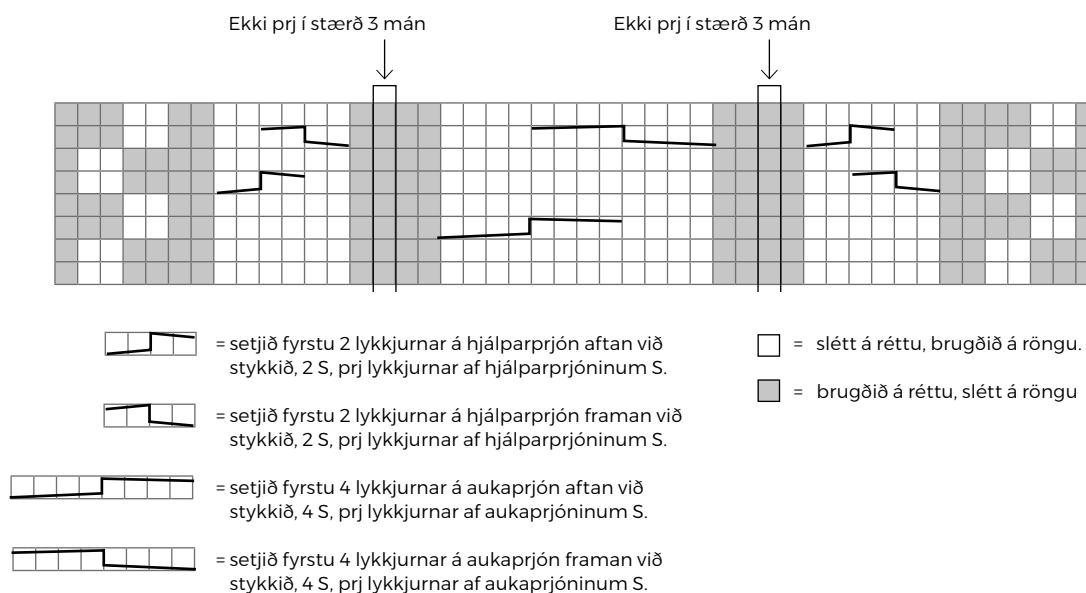 Ekki prj í stærð 3 mán
Ekki prj í stærð 3 mán
= setjið fyrstu 2 lykkjurnar á hjálparprjón aftan við
stykkið, 2 S, prj lykkjurnar af hjálparprjóninum S.
= setjið fyrstu 2 lykkjurnar á hjálparprjón framan við
stykkið, 2 S, prj lykkjurnar af hjálparprjóninum S.
= setjið fyrstu 4 lykkjurnar á aukaprjón aftan við
stykkið, 4 S, prj lykkjurnar af aukaprjóninum S.
= setjið fyrstu 4 lykkjurnar á aukaprjón framan við
stykkið, 4 S, prj lykkjurnar af aukaprjóninum S.
= slétt á réttu, brugðið á röngu.
= brugðið á réttu, slétt á röngu